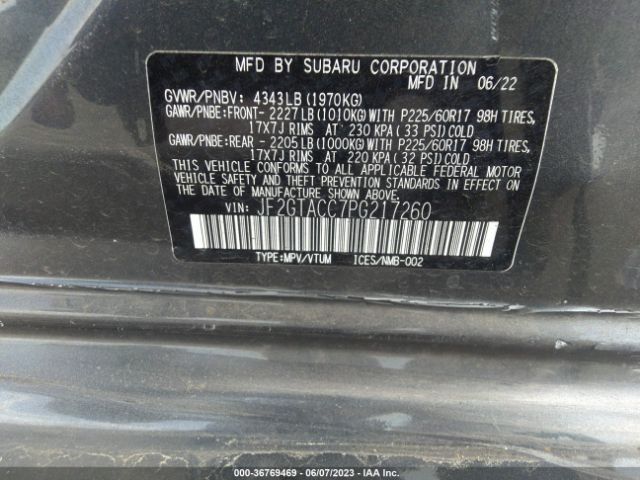 MFD BY SUBARU CORPORATION
MFD IN 06/22
GVWR/PNBV: 4343LB (1970KG)
GAWR/PNBE:FRONT- 2227LB (1010KG) WITH P225/60R17 98H TIRES,
17X7J RIMS AT 230 KPA ( 33 PSI) COLD
GAWR/PNBE:REAR - 2205LB (1000KG) WITH P225/60R17 98H TIRES,
17X7J RIMS AT 220 KPA ( 32 PSI) COLD
THIS VEHICLE CONFORMS TO ALL APPLICABLE FEDERAL MOTOR
VEHICLE SAFETY AND THEFT PREVENTION STANDARDS IN EFFECT
ON THE DATE OF MANUFACTURE SHOWN ABOVE.
VIN: JF2GTACC7PG217260
TYPE:MPV/VTUM ICES/NMB-002
000-36769469 - 06/07/2023 - IAA Inc.